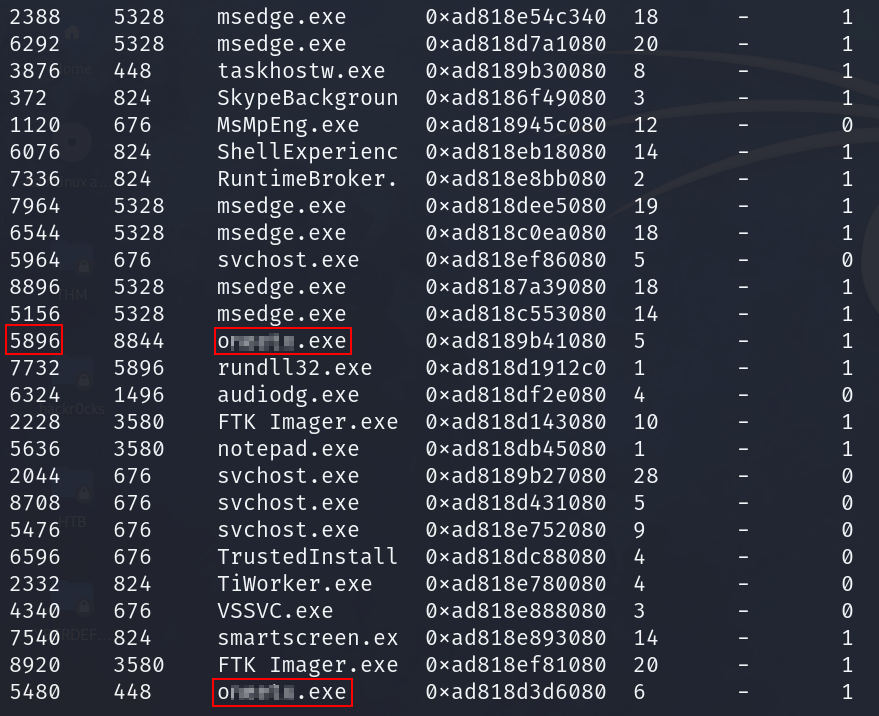 2388 5328 msedge.exe 0xad818e54c340 18 - 1
6292 5328 msedge.exe 0xad818d7a1080 20 - 1
3876 448 taskhostw.exe 0xad8189b30080 8 - 1
372 824 SkypeBackgroun 0xad8186f49080 3 - 1
1120 676 MsMpEng.exe 0xad818945c080 12 - 0
6076 824 ShellExperienc 0xad818eb18080 14 - 1
7336 824 RuntimeBroker. 0xad818e8bb080 2 - 1
7964 5328 msedge.exe 0xad818dee5080 19 - 1
6544 5328 msedge.exe 0xad818c0ea080 18 - 1
5964 676 svchost.exe 0xad818ef86080 5 - 0
8896 5328 msedge.exe 0xad8187a39080 18 - 1
5156 5328 msedge.exe 0xad818c553080 14 - 1
5896 8844 .exe 0xad8189b41080 5 - 1
7732 5896 rundll32.exe 0xad818d1912c0 1 - 1
6324 1496 audiodg.exe 0xad818df2e080 4 - 0
2228 3580 FTK Imager.exe 0xad818d143080 10 - 1
5636 3580 notepad.exe 0xad818db45080 1 - 1
2044 676 svchost.exe 0xad8189b27080 28 - 0
8708 676 svchost.exe 0xad818d431080 5 - 0
5476 676 svchost.exe 0xad818e752080 9 - 0
6596 676 TrustedInstall 0xad818dc88080 4 - 0
2332 824 TiWorker.exe 0xad818e780080 4 - 0
4340 676 VSSVC.exe 0xad818e888080 3 - 0
7540 824 smartscreen.ex 0xad818e893080 14 - 1
8920 3580 FTK Imager.exe 0xad818ef81080 20 - 1
5480 448 .exe 0xad818d3d6080 6 - 1